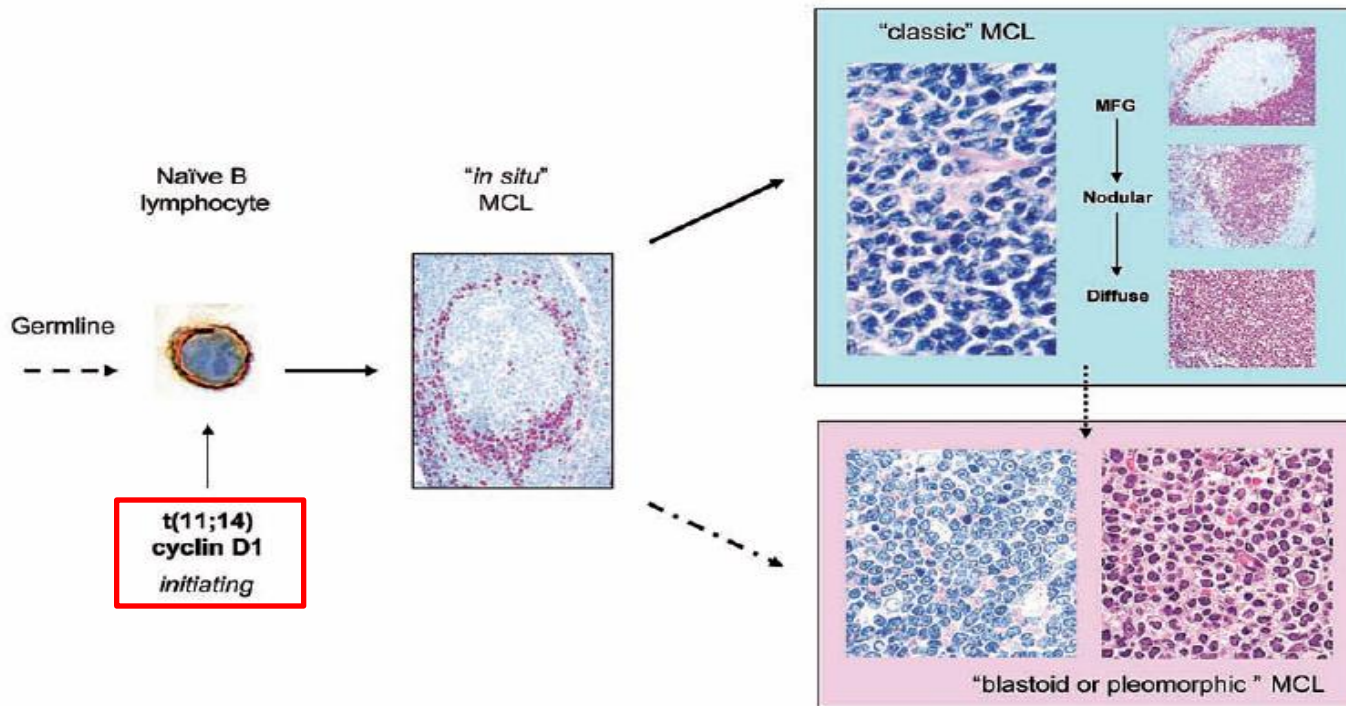 "classic" MCL
MFG
Nodular
Diffuse
Naïve B
lymphocyte
"in situ"
MCL
Germline
t(11;14)
cyclin D1
initiating
"blastoid or pleomorphic " MCL